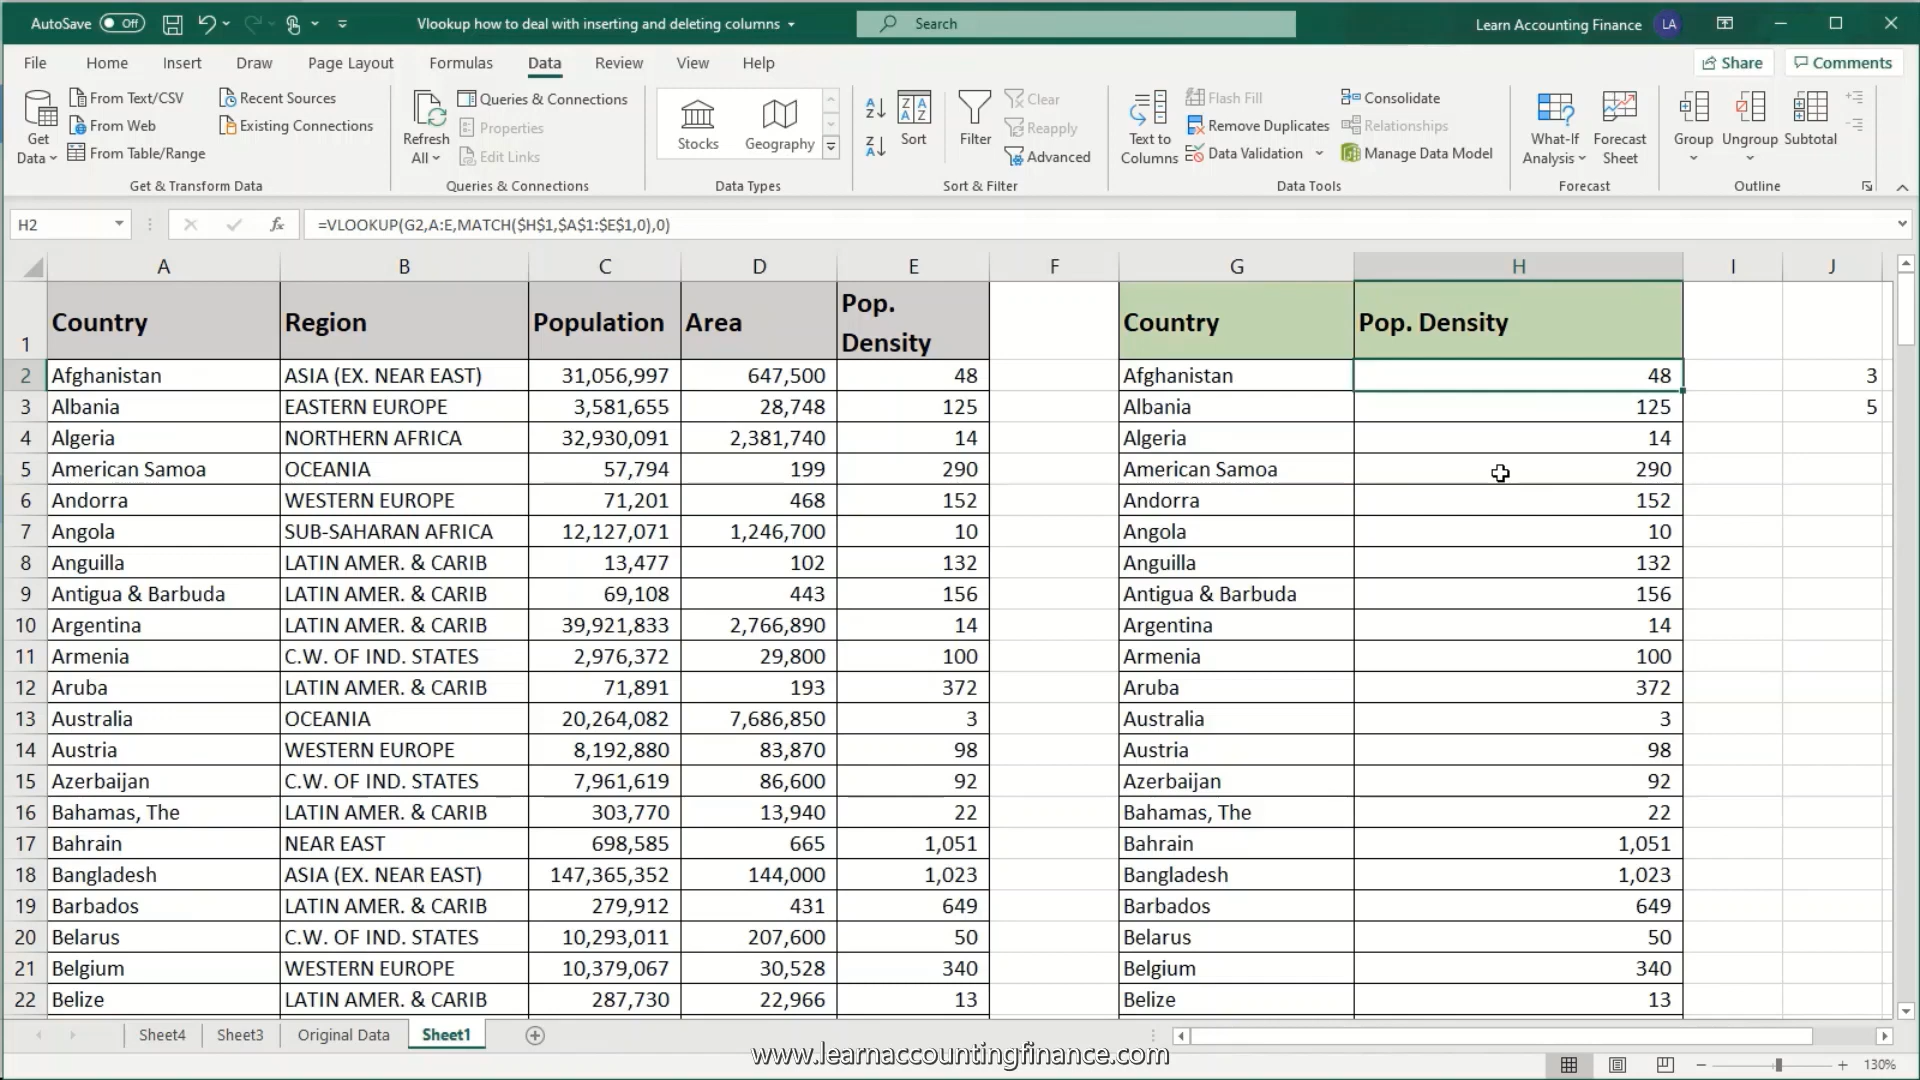 AutoSave Off Vlookup how to deal with inserting and deleting columns Search Learn Accounting Finance LA
File Home Insert Draw Page Layout Formulas Data Review View Help Share Comments
Get Data
From Text/CSV
From Web
From Table/Range
Recent Sources
Existing Connections
Get & Transform Data
Refresh All
Queries & Connections
Properties
Edit Links
Queries & Connections
Stocks Geography
Data Types
Sort
Filter
Clear
Reapply
Advanced
Sort & Filter
Text to Columns
Flash Fill
Remove Duplicates
Data Validation
Consolidate
Relationships
Manage Data Model
Data Tools
What-If Analysis
Forecast Sheet
Forecast
Group Ungroup Subtotal
Outline
H2 fx =VLOOKUP(G2,A:E,MATCH($H$1,$A$1:$E$1,0),0)
A B C D E F G H I J
1 Country Region Population Area Pop. Density Country Pop. Density
2 Afghanistan ASIA (EX. NEAR EAST) 31,056,997 647,500 48 Afghanistan 48 3
3 Albania EASTERN EUROPE 3,581,655 28,748 125 Albania 125 5
4 Algeria NORTHERN AFRICA 32,930,091 2,381,740 14 Algeria 14
5 American Samoa OCEANIA 57,794 199 290 American Samoa 290
6 Andorra WESTERN EUROPE 71,201 468 152 Andorra 152
7 Angola SUB-SAHARAN AFRICA 12,127,071 1,246,700 10 Angola 10
8 Anguilla LATIN AMER. & CARIB 13,477 102 132 Anguilla 132
9 Antigua & Barbuda LATIN AMER. & CARIB 69,108 443 156 Antigua & Barbuda 156
10 Argentina LATIN AMER. & CARIB 39,921,833 2,766,890 14 Argentina 14
11 Armenia C.W. OF IND. STATES 2,976,372 29,800 100 Armenia 100
12 Aruba LATIN AMER. & CARIB 71,891 193 372 Aruba 372
13 Australia OCEANIA 20,264,082 7,686,850 3 Australia 3
14 Austria WESTERN EUROPE 8,192,880 83,870 98 Austria 98
15 Azerbaijan C.W. OF IND. STATES 7,961,619 86,600 92 Azerbaijan 92
16 Bahamas, The LATIN AMER. & CARIB 303,770 13,940 22 Bahamas, The 22
17 Bahrain NEAR EAST 698,585 665 1,051 Bahrain 1,051
18 Bangladesh ASIA (EX. NEAR EAST) 147,365,352 144,000 1,023 Bangladesh 1,023
19 Barbados LATIN AMER. & CARIB 279,912 431 649 Barbados 649
20 Belarus C.W. OF IND. STATES 10,293,011 207,600 50 Belarus 50
21 Belgium WESTERN EUROPE 10,379,067 30,528 340 Belgium 340
22 Belize LATIN AMER. & CARIB 287,730 22,966 13 Belize 13
Sheet4 Sheet3 Original Data Sheet1
www.learnaccountingfinance.com
130%